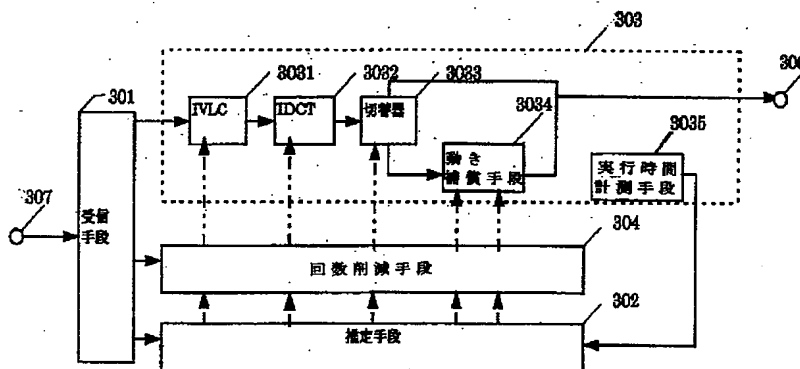 303
301
3031
3032
3033
3034
3035
IVLC
IDCT
切替器
動き
補償手段
実行時間
計測手段
307
受信
手段
304
回数削減手段
302
推定手段